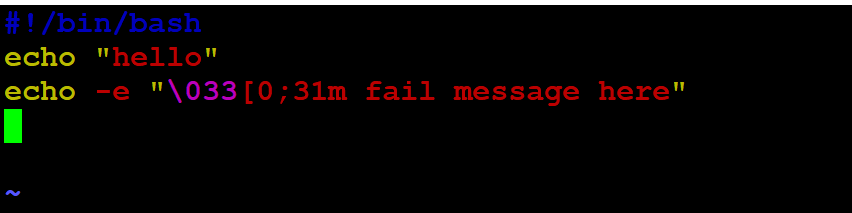 #!/bin/bash
echo "hello"
echo -e "\033[0;31m fail message here"
~